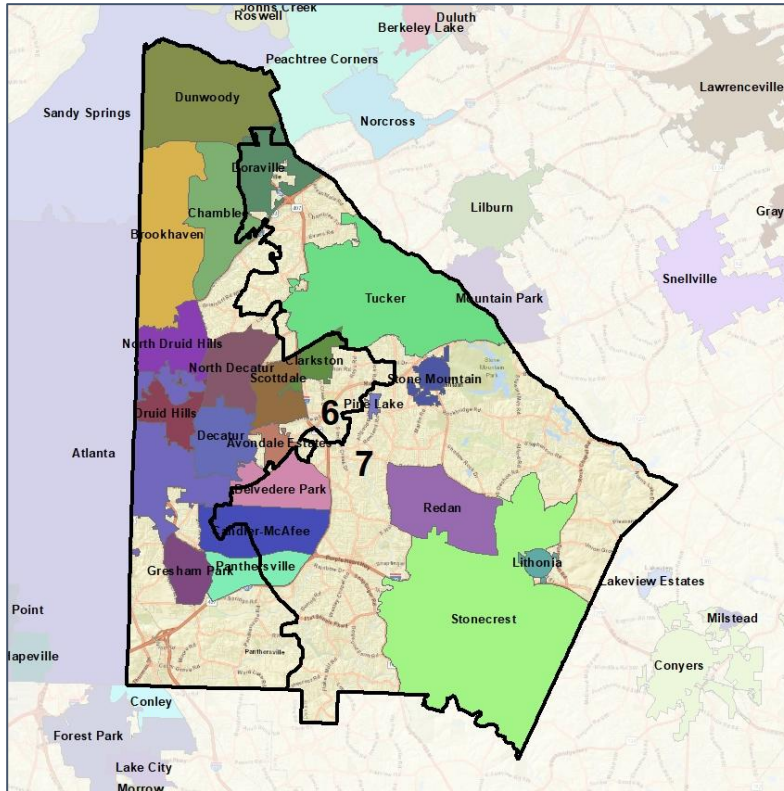 Johns Creek
Roswell
Duluth
Berkeley Lake
Peachtree Corners
Lawrenceville
Dunwoody
Sandy Springs
Norcross
Doraville
Lilburn
Chamblee
Gray
Brookhaven
Snellville
Tucker
Mountain Park
North Druid Hills
Clarkston
North Decatur
Scottdale
Stone Mountain
Pine Lake
6
Druid Hills
Decatur
Avondale Estates
Atlanta
7
Belvedere Park
Redan
Candler-McAfee
Lithonia
Panthersville
Gresham Park
Lakeview Estates
Point
Stonecrest
Milstead
lapeville
Panthersville
Conyers
Conley
Forest Park
Lake City
Morrow